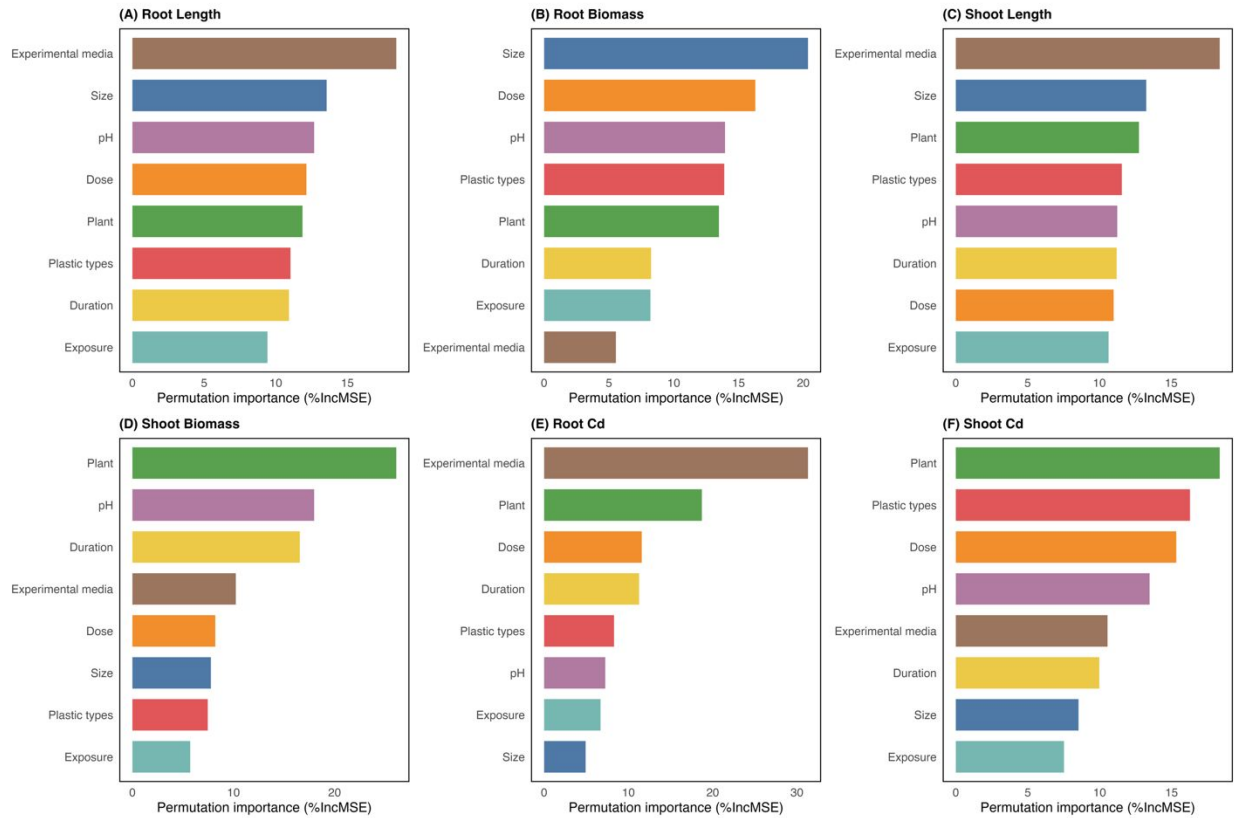 (A) Root Length
Experimental media
Size
pH
Dose
Plant
Plastic types
Duration
Exposure
0 5 10 15
Permutation importance (%IncMSE)
(B) Root Biomass
Size
Dose
pH
Plastic types
Plant
Duration
Exposure
Experimental media
0 5 10 15 20
Permutation importance (%IncMSE)
(C) Shoot Length
Experimental media
Size
Plant
Plastic types
pH
Duration
Dose
Exposure
0 5 10 15
Permutation importance (%IncMSE)
(D) Shoot Biomass
Plant
pH
Duration
Experimental media
Dose
Size
Plastic types
Exposure
0 10 20
Permutation importance (%IncMSE)
(E) Root Cd
Experimental media
Plant
Dose
Duration
Plastic types
pH
Exposure
Size
0 10 20 30
Permutation importance (%IncMSE)
(F) Shoot Cd
Plant
Plastic types
Dose
pH
Experimental media
Duration
Size
Exposure
0 5 10 15
Permutation importance (%IncMSE)